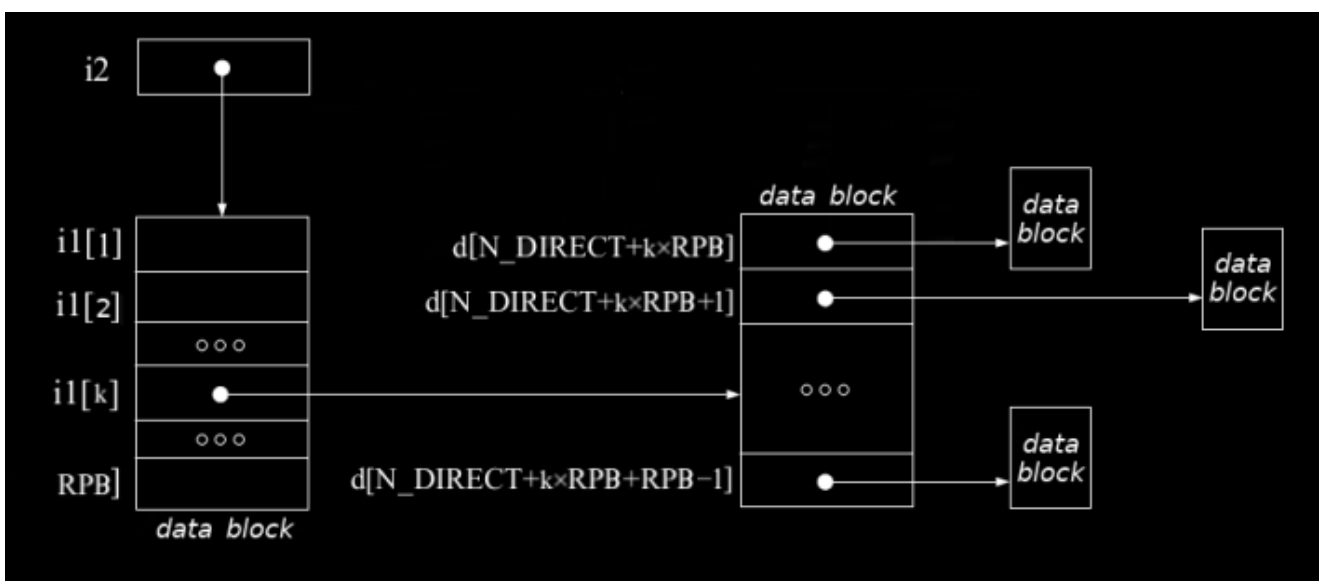 i2
i1[1]
i1[2]
i1[k]
RPB]
data block
data block
d[N_DIRECT+k×RPB]
d[N_DIRECT+k×RPB+1]
d[N_DIRECT+k×RPB+RPB−1]
data
block
data
block
data
block